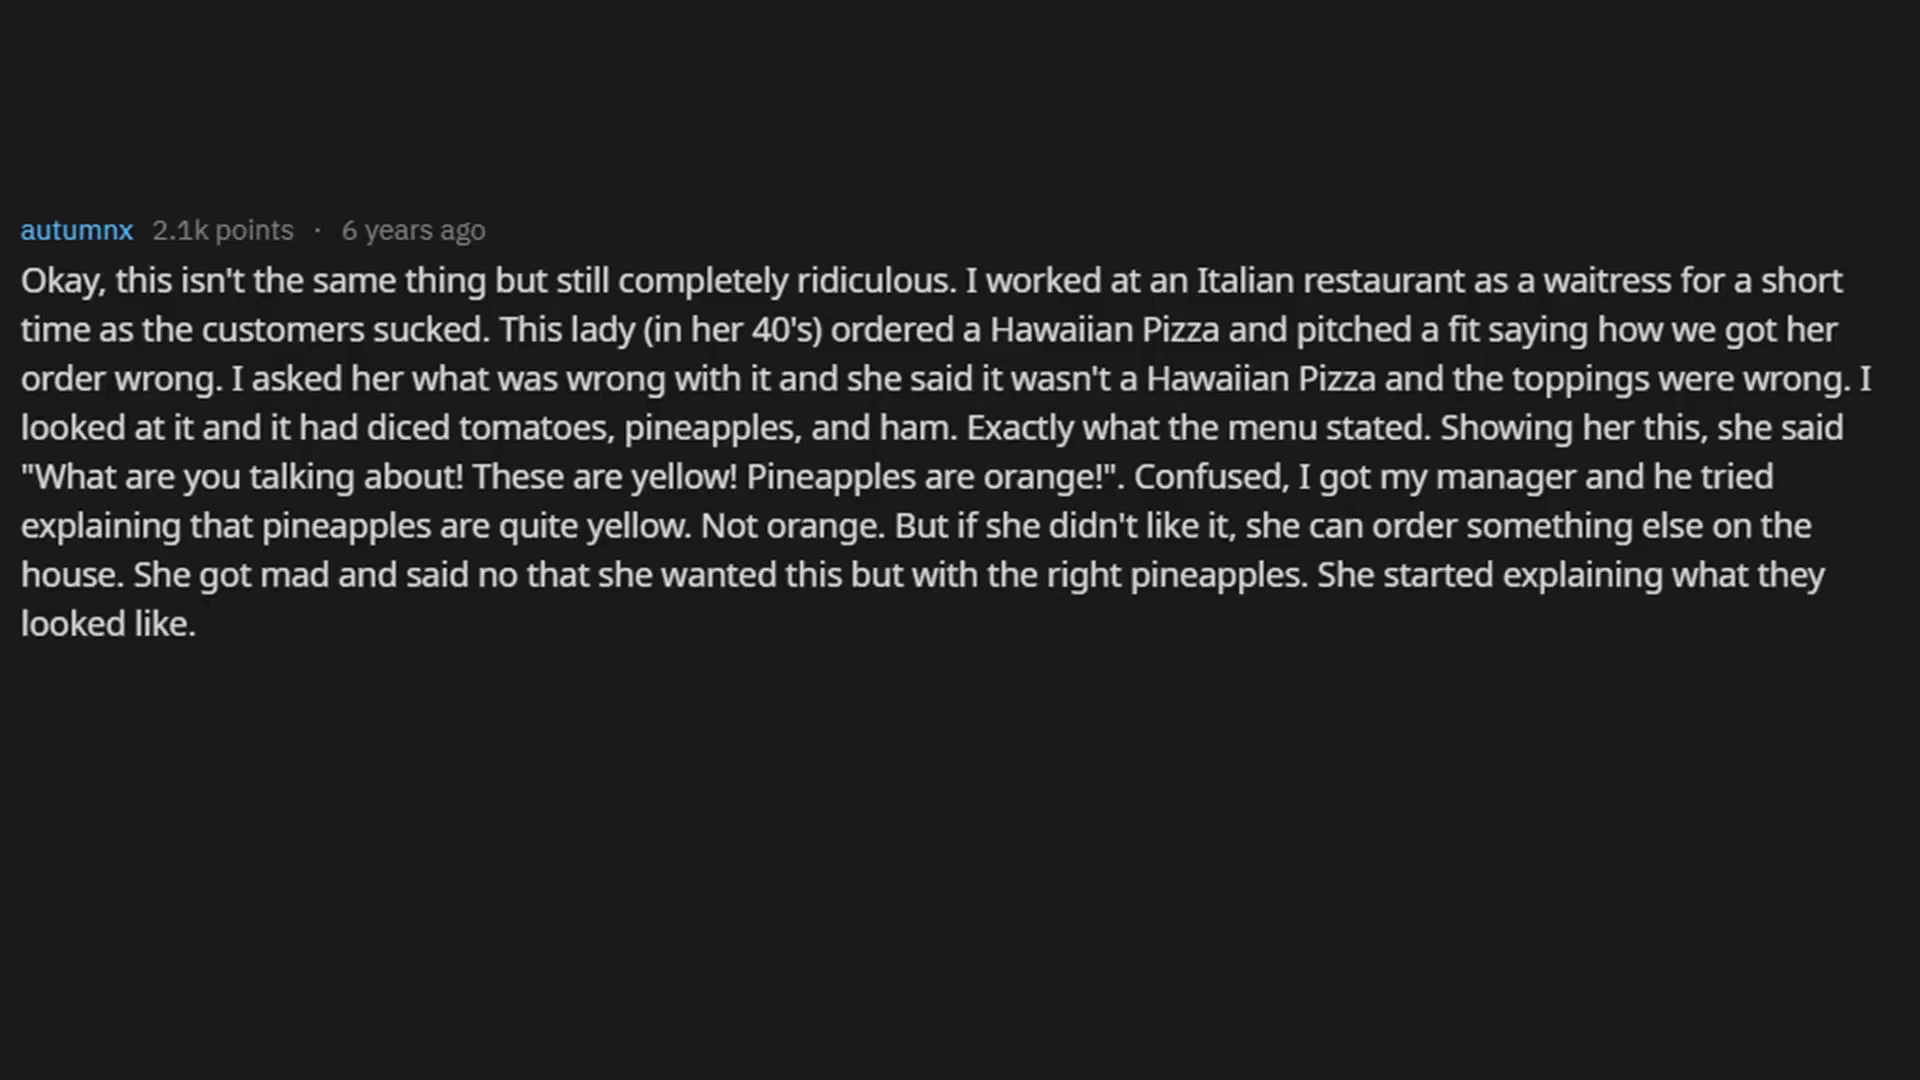 autumnx 2.1k points · 6 years ago
Okay, this isn't the same thing but still completely ridiculous. I worked at an Italian restaurant as a waitress for a short
time as the customers sucked. This lady (in her 40's) ordered a Hawaiian Pizza and pitched a fit saying how we got her
order wrong. I asked her what was wrong with it and she said it wasn't a Hawaiian Pizza and the toppings were wrong. I
looked at it and it had diced tomatoes, pineapples, and ham. Exactly what the menu stated. Showing her this, she said
"What are you talking about! These are yellow! Pineapples are orange!". Confused, I got my manager and he tried
explaining that pineapples are quite yellow. Not orange. But if she didn't like it, she can order something else on the
house. She got mad and said no that she wanted this but with the right pineapples. She started explaining what they
looked like.